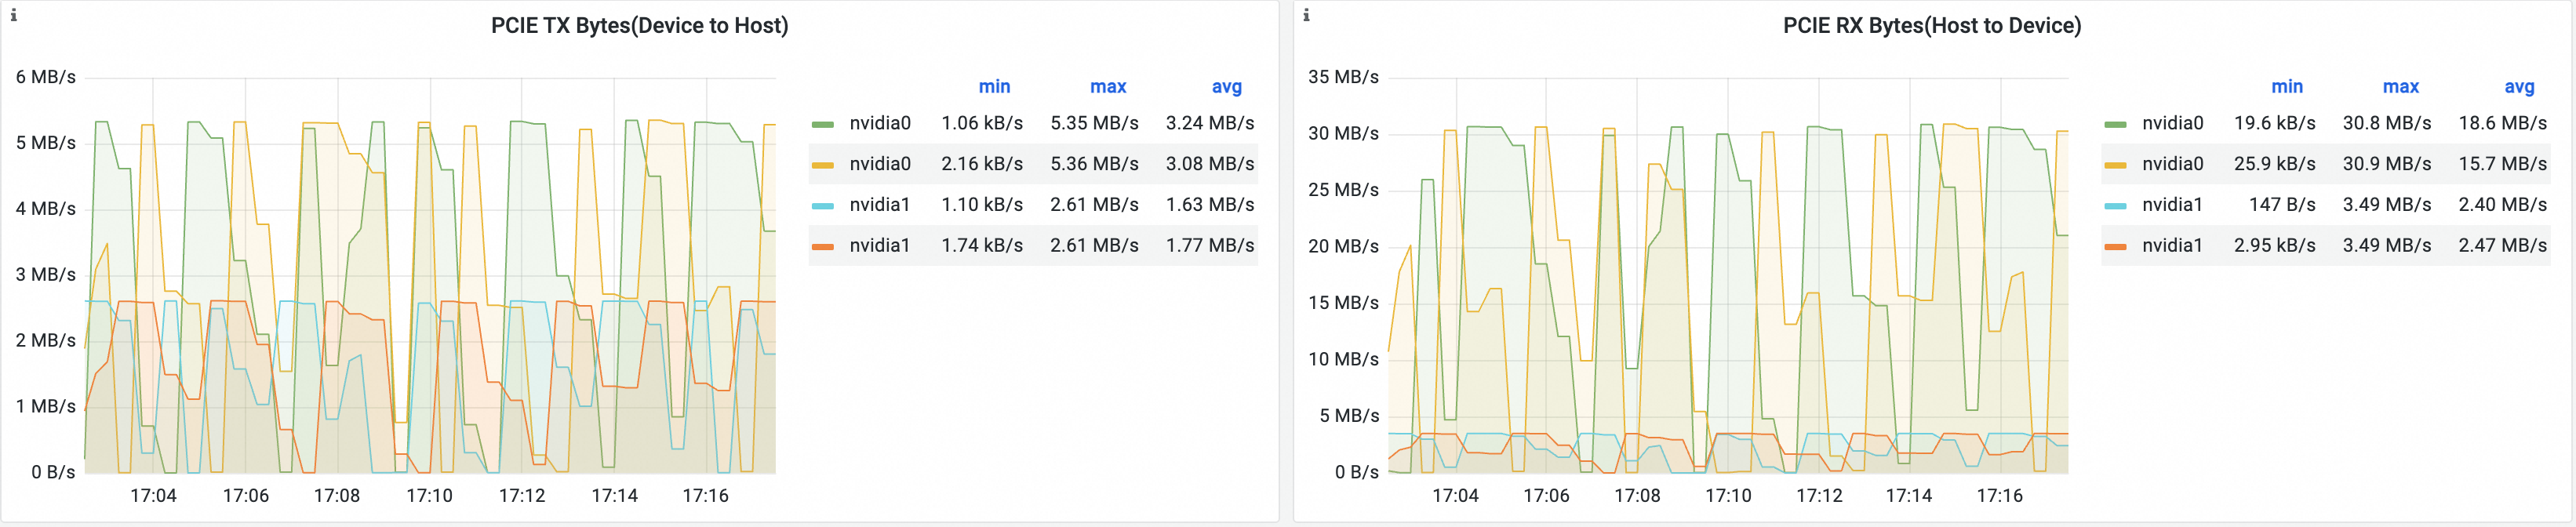 PCIE TX Bytes(Device to Host)
6 MB/s
5 MB/s
4 MB/s
3 MB/s
2 MB/s
1 MB/s
0 B/s
17:04 17:06 17:08 17:10 17:12 17:14 17:16
min max avg
nvidia0 1.06 kB/s 5.35 MB/s 3.24 MB/s
nvidia0 2.16 kB/s 5.36 MB/s 3.08 MB/s
nvidia1 1.10 kB/s 2.61 MB/s 1.63 MB/s
nvidia1 1.74 kB/s 2.61 MB/s 1.77 MB/s
PCIE RX Bytes(Host to Device)
35 MB/s
30 MB/s
25 MB/s
20 MB/s
15 MB/s
10 MB/s
5 MB/s
0 B/s
17:04 17:06 17:08 17:10 17:12 17:14 17:16
min max avg
nvidia0 19.6 kB/s 30.8 MB/s 18.6 MB/s
nvidia0 25.9 kB/s 30.9 MB/s 15.7 MB/s
nvidia1 147 B/s 3.49 MB/s 2.40 MB/s
nvidia1 2.95 kB/s 3.49 MB/s 2.47 MB/s